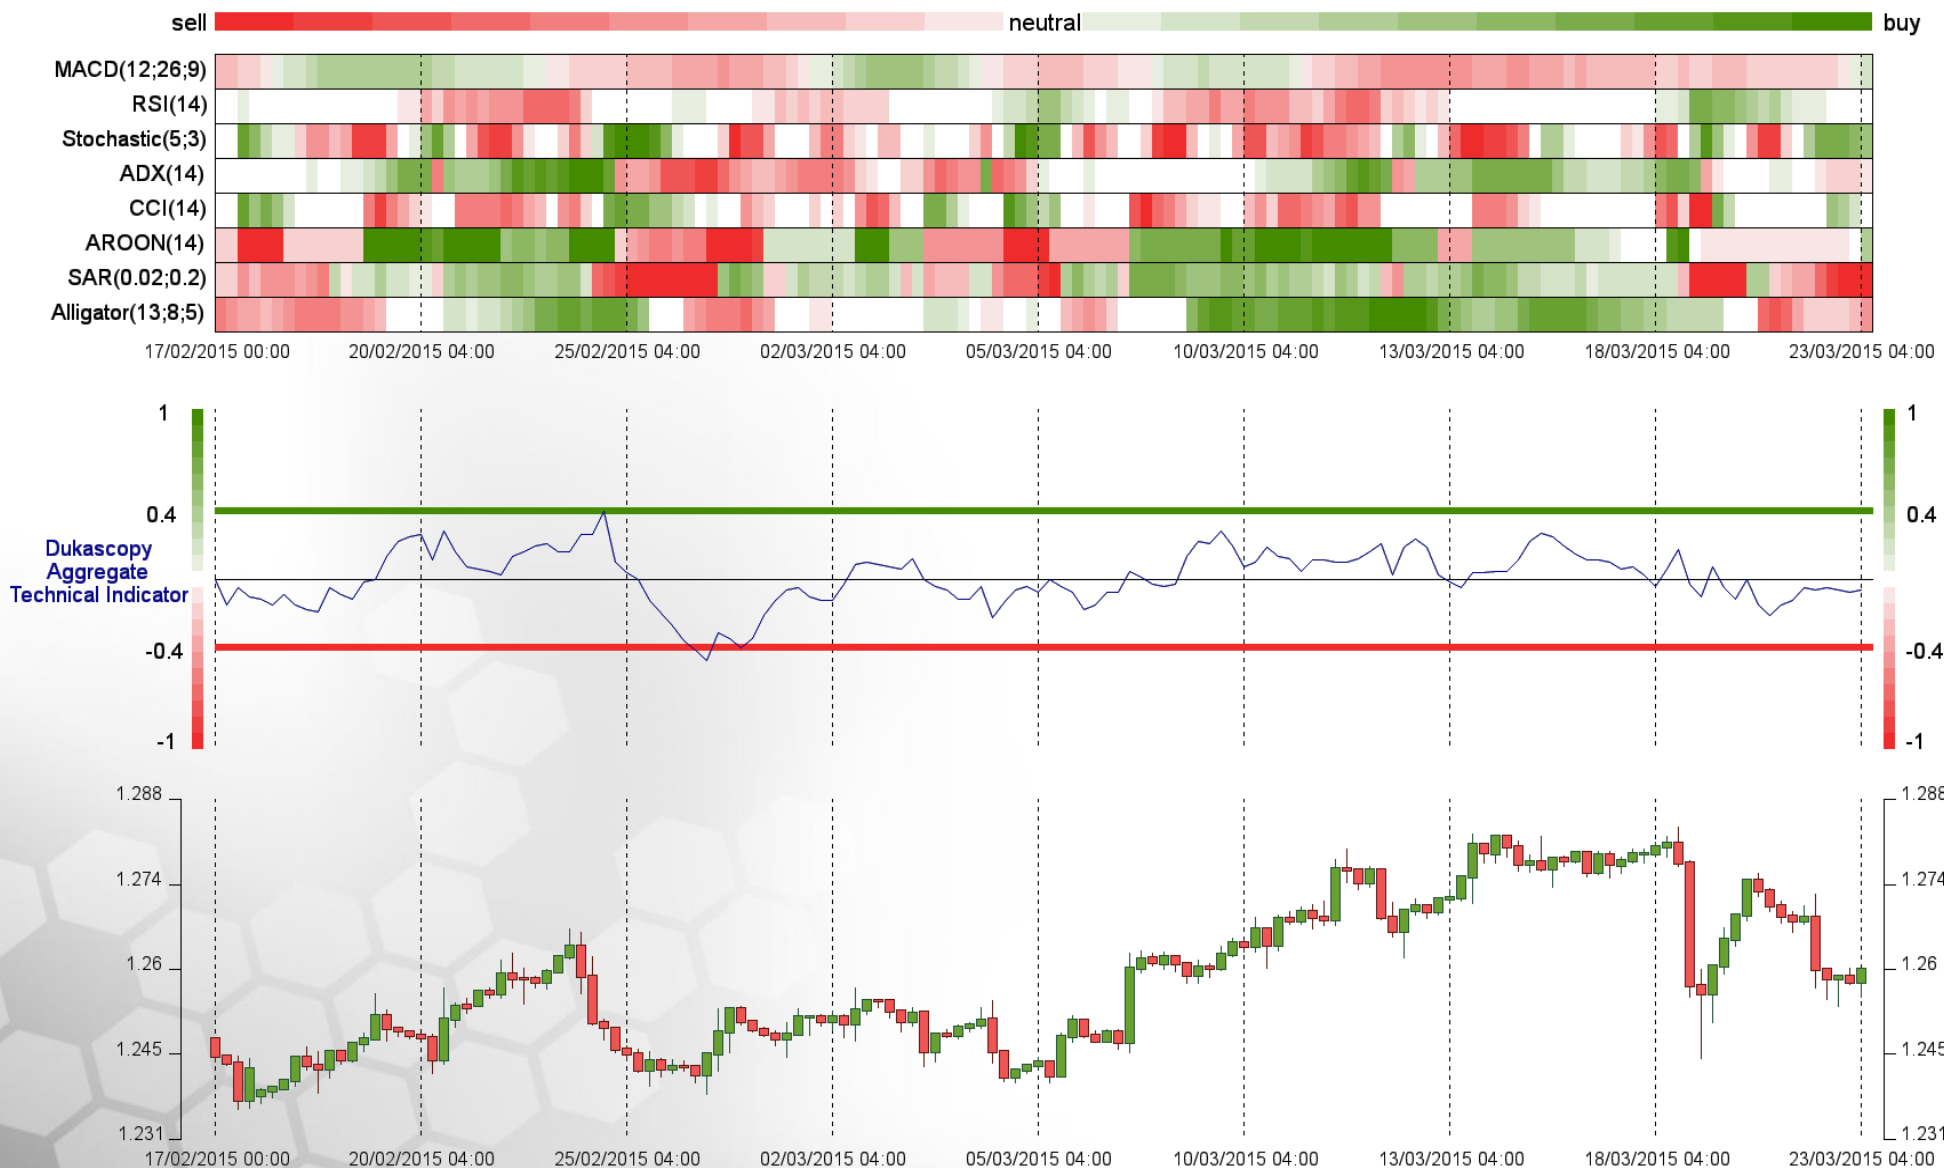 sell neutral buy
MACD(12;26;9)
RSI(14)
Stochastic(5;3)
ADX(14)
CCI(14)
AROON(14)
SAR(0.02;0.2)
Alligator(13;8;5)
17/02/2015 00:00 20/02/2015 04:00 25/02/2015 04:00 02/03/2015 04:00 05/03/2015 04:00 10/03/2015 04:00 13/03/2015 04:00 18/03/2015 04:00 23/03/2015 04:00
1 1
0.4 0.4
Dukascopy
Aggregate
Technical Indicator
-0.4 -0.4
-1 -1
1.288 1.288
1.274 1.274
1.26 1.26
1.245 1.245
1.231 1.231
17/02/2015 00:00 20/02/2015 04:00 25/02/2015 04:00 02/03/2015 04:00 05/03/2015 04:00 10/03/2015 04:00 13/03/2015 04:00 18/03/2015 04:00 23/03/2015 04:00